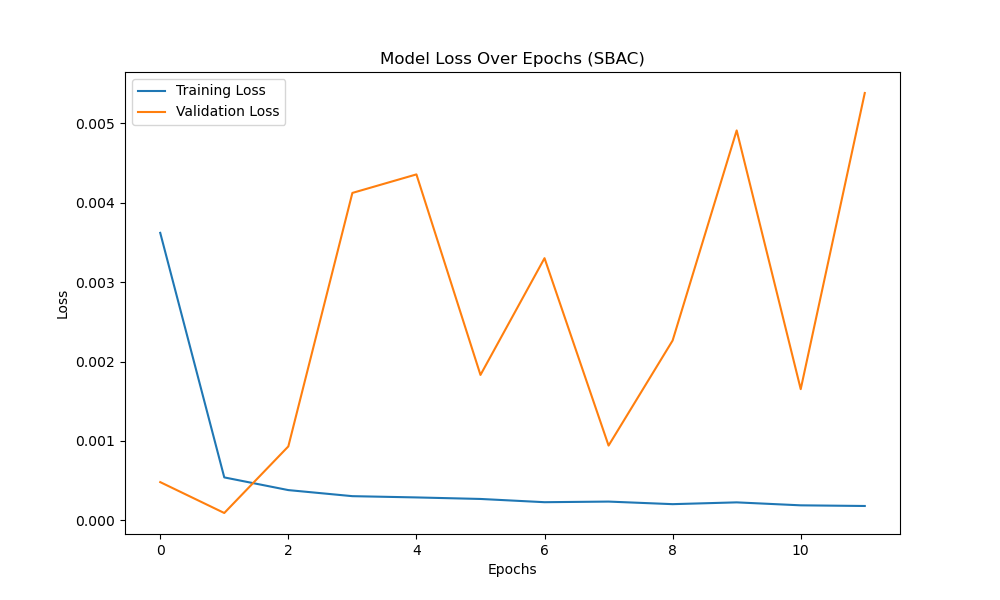 Model Loss Over Epochs (SBAC)
Training Loss
Validation Loss
0.005
0.004
0.003
0.002
0.001
0.000
Loss
0 2 4 6 8 10
Epochs